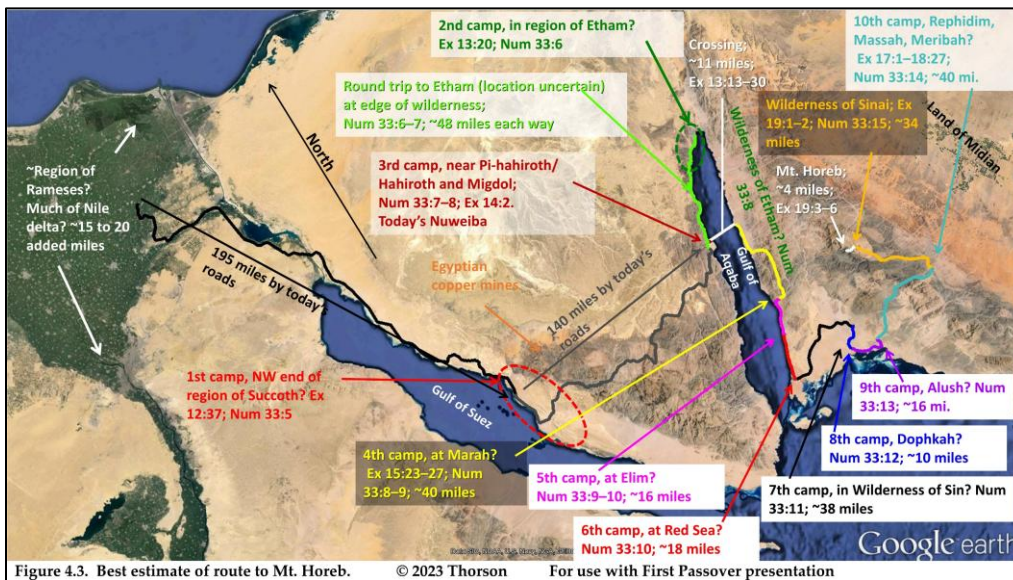 2nd camp, in region of Etham?
Ex 13:20; Num 33:6
Crossing;
~11 miles;
Ex 13:13–30
10th camp, Rephidim,
Massah, Meribah?
Ex 17:1–18:27;
Num 33:14; ~40 mi.
Round trip to Etham (location uncertain)
at edge of wilderness;
Num 33:6–7; ~48 miles each way
Wilderness of Sinai; Ex
19:1–2; Num 33:15; ~34
miles
Land of Midian
North
Wilderness of Etham? Num
33:8
3rd camp, near Pi-hahiroth/
Hahiroth and Migdol;
Num 33:7–8; Ex 14:2.
Today's Nuweiba
Mt. Horeb;
~4 miles;
Ex 19:3–6
~Region of
Rameses?
Much of Nile
delta? ~15 to 20
added miles
195 miles by today
roads
Egyptian
copper mines
140 miles by today's
roads
Gulf of
Aqaba
1st camp, NW end of
region of Succoth? Ex
12:37; Num 33:5
Gulf of Suez
4th camp, at Marah?
Ex 15:23–27; Num
33:8–9; ~40 miles
5th camp, at Elim?
Num 33:9–10; ~16 miles
6th camp, at Red Sea?
Num 33:10; ~18 miles
7th camp, in Wilderness of Sin? Num
33:11; ~38 miles
8th camp, Dophkah?
Num 33:12; ~10 miles
9th camp, Alush? Num
33:13; ~16 mi.
Google earth
Figure 4.3. Best estimate of route to Mt. Horeb. © 2023 Thorson For use with First Passover presentation